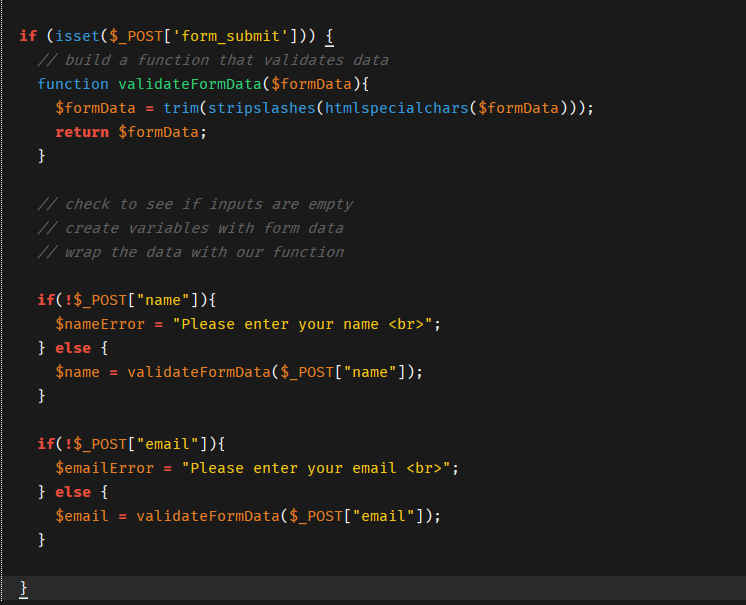 if (isset($_POST['form_submit'])) {
// build a function that validates data
function validateFormData($formData){
$formData = trim(stripslashes(htmlspecialchars($formData)));
return $formData;
}
// check to see if inputs are empty
// create variables with form data
// wrap the data with our function
if(!$_POST["name"]){
$nameError = "Please enter your name <br>";
} else {
$name = validateFormData($_POST["name"]);
}
if(!$_POST["email"]){
$emailError = "Please enter your email <br>";
} else {
$email = validateFormData($_POST["email"]);
}
}